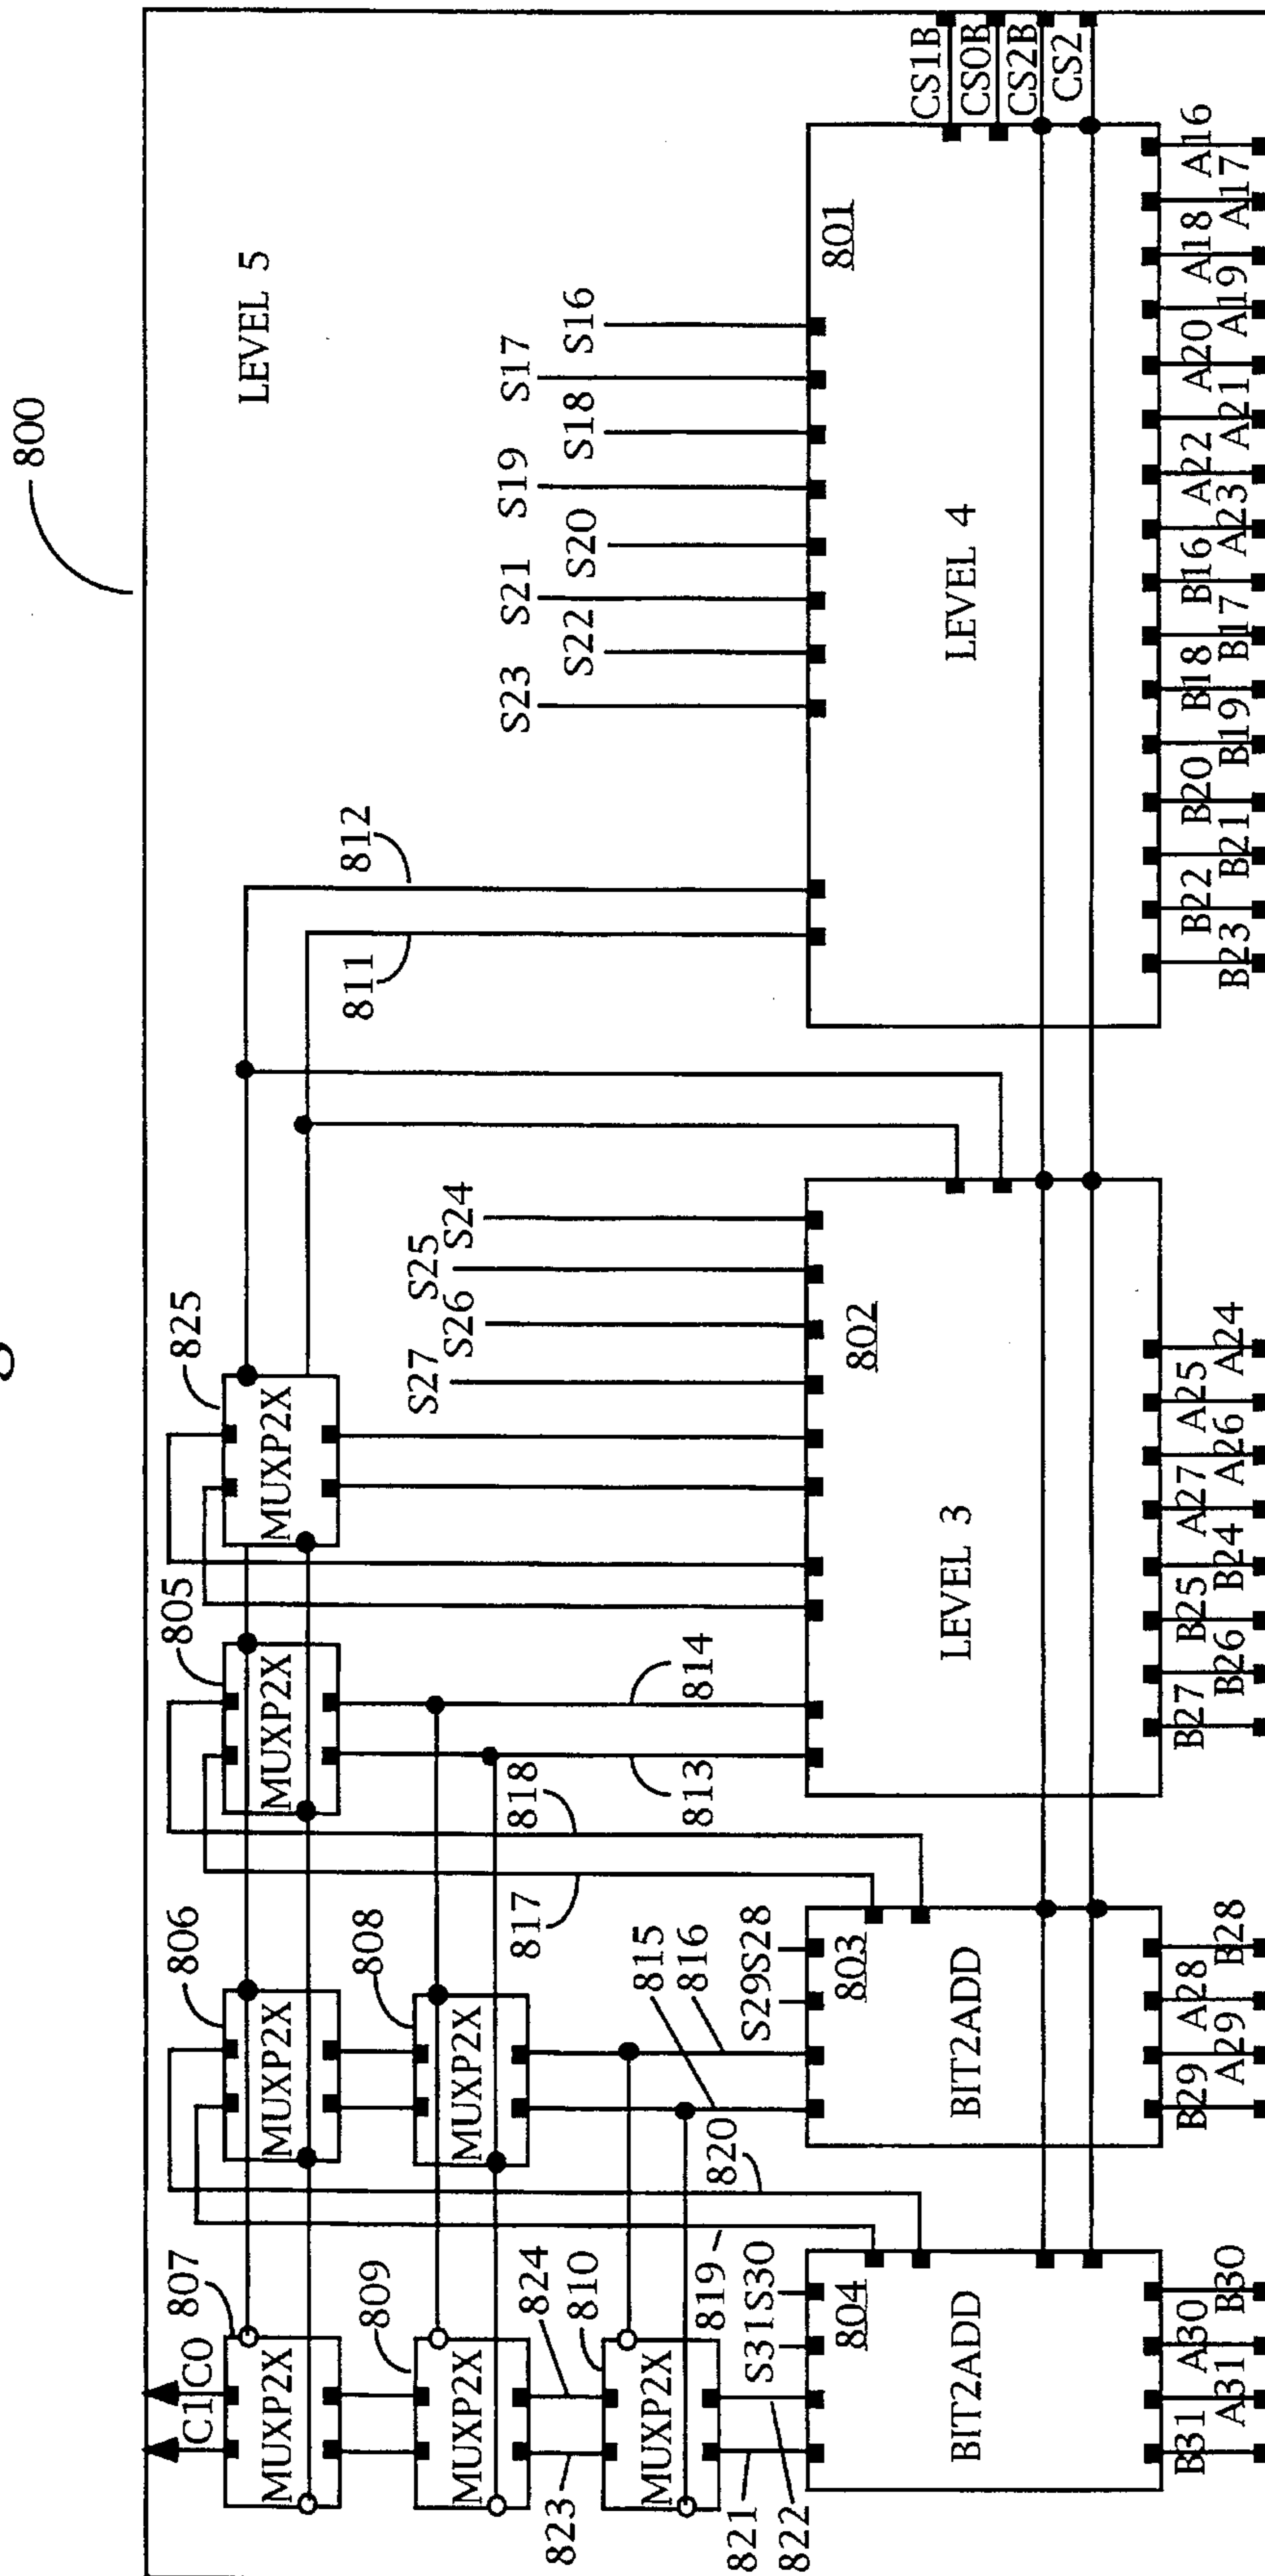 800
LEVEL 5
C1
C0
807
MUXP2X
806
MUXP2X
805
MUXP2X
825
MUXP2X
809
MUXP2X
808
MUXP2X
823
824
810
MUXP2X
821
822
819
820
815
816
817
818
813
814
811
812
S31
S30
804
BIT2ADD
B31
A31
A30
B30
S29
S28
803
BIT2ADD
B29
A29
A28
B28
S27
S26
S25
S24
802
LEVEL 3
B27
B26
B25
B24
A27
A26
A25
A24
S23
S22
S21
S20
S19
S18
S17
S16
801
LEVEL 4
B23
B22
B21
B20
B19
B18
B17
B16
A23
A22
A21
A20
A19
A18
A17
A16
CS1B
CS0B
CS2B
CS2